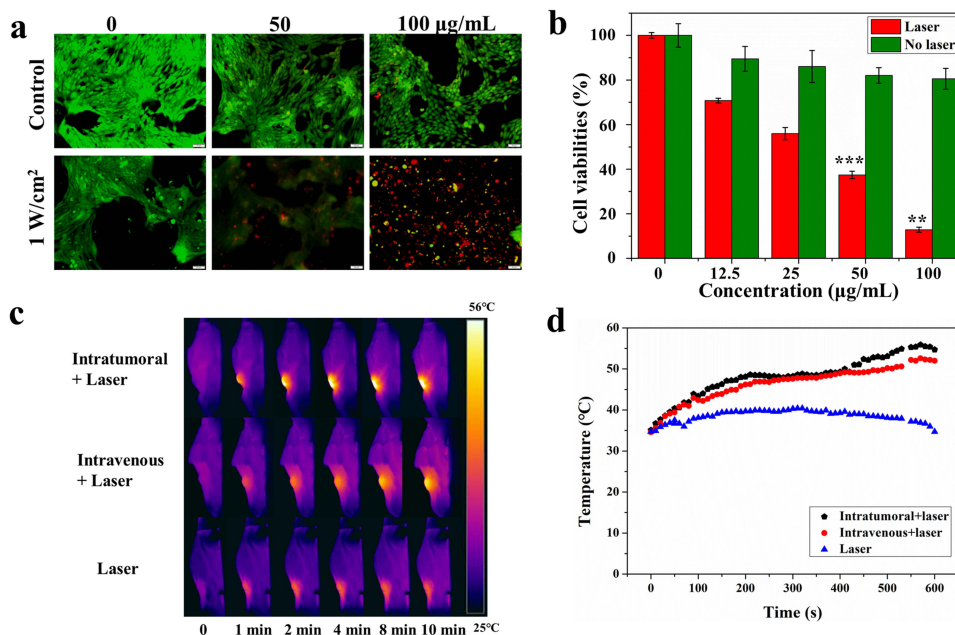 a
0
50
100 µg/mL
Control
1 W/cm²
b
Laser
No laser
Cell viabilities (%)
100
80
60
40
20
0
***
**
0
12.5
25
50
100
Concentration (µg/mL)
c
56°C
Intratumoral
+ Laser
Intravenous
+ Laser
Laser
25°C
0
1 min
2 min
4 min
8 min
10 min
d
Temperature (°C)
60
50
40
30
20
10
0
Intratumoral+laser
Intravenous+laser
Laser
0
100
200
300
400
500
600
Time (s)